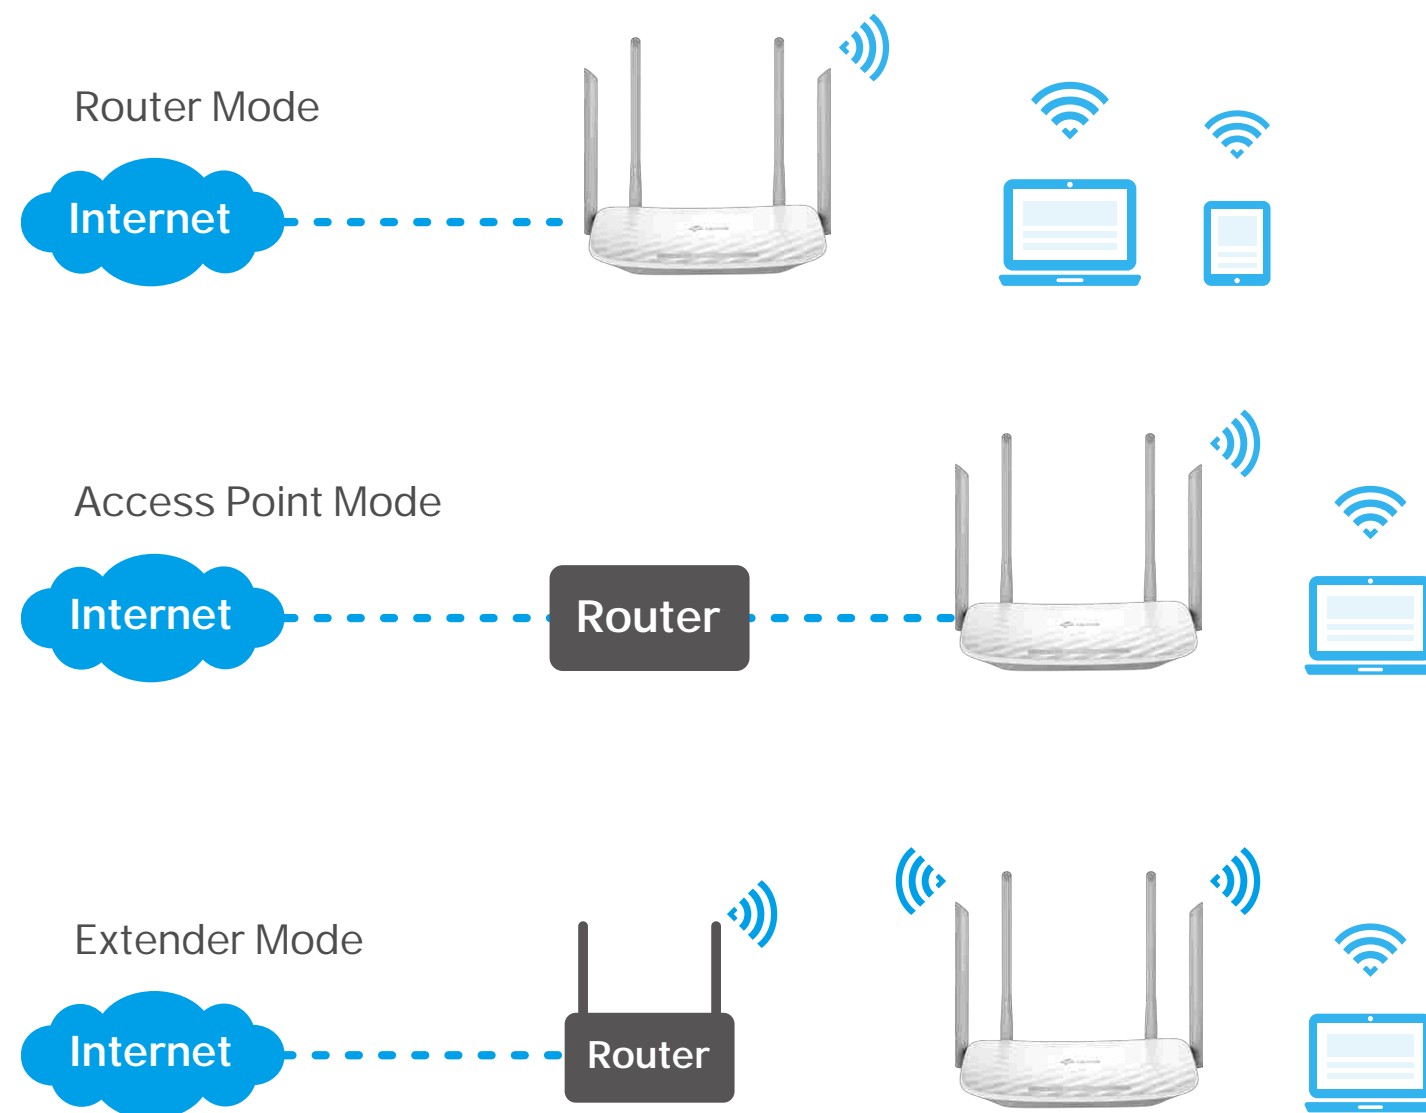 Router Mode
Internet
Access Point Mode
Internet
Router
Extender Mode
Internet
Router